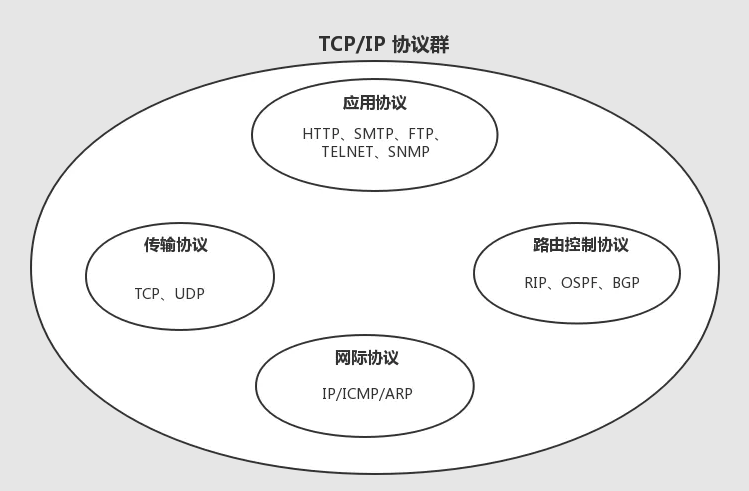 TCP/IP 协议群
应用协议
HTTP、SMTP、FTP、
TELNET、SNMP
传输协议
TCP、UDP
路由控制协议
RIP、OSPF、BGP
网际协议
IP/ICMP/ARP